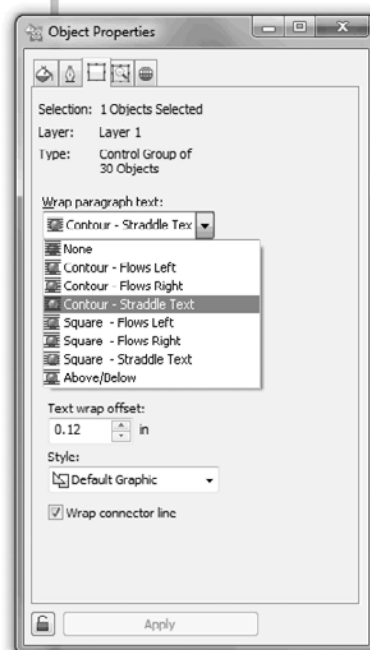 Object Properties
Selection: 1 Objects Selected
Layer: Layer 1
Type: Control Group of
30 Objects
Wrap paragraph text:
Contour - Straddle Tex
None
Contour - Flows Left
Contour - Flows Right
Contour - Straddle Text
Square - Flows Left
Square - Flows Right
Square - Straddle Text
Above/Below
Text wrap offset:
0.12 in
Style:
Default Graphic
Wrap connector line
Apply